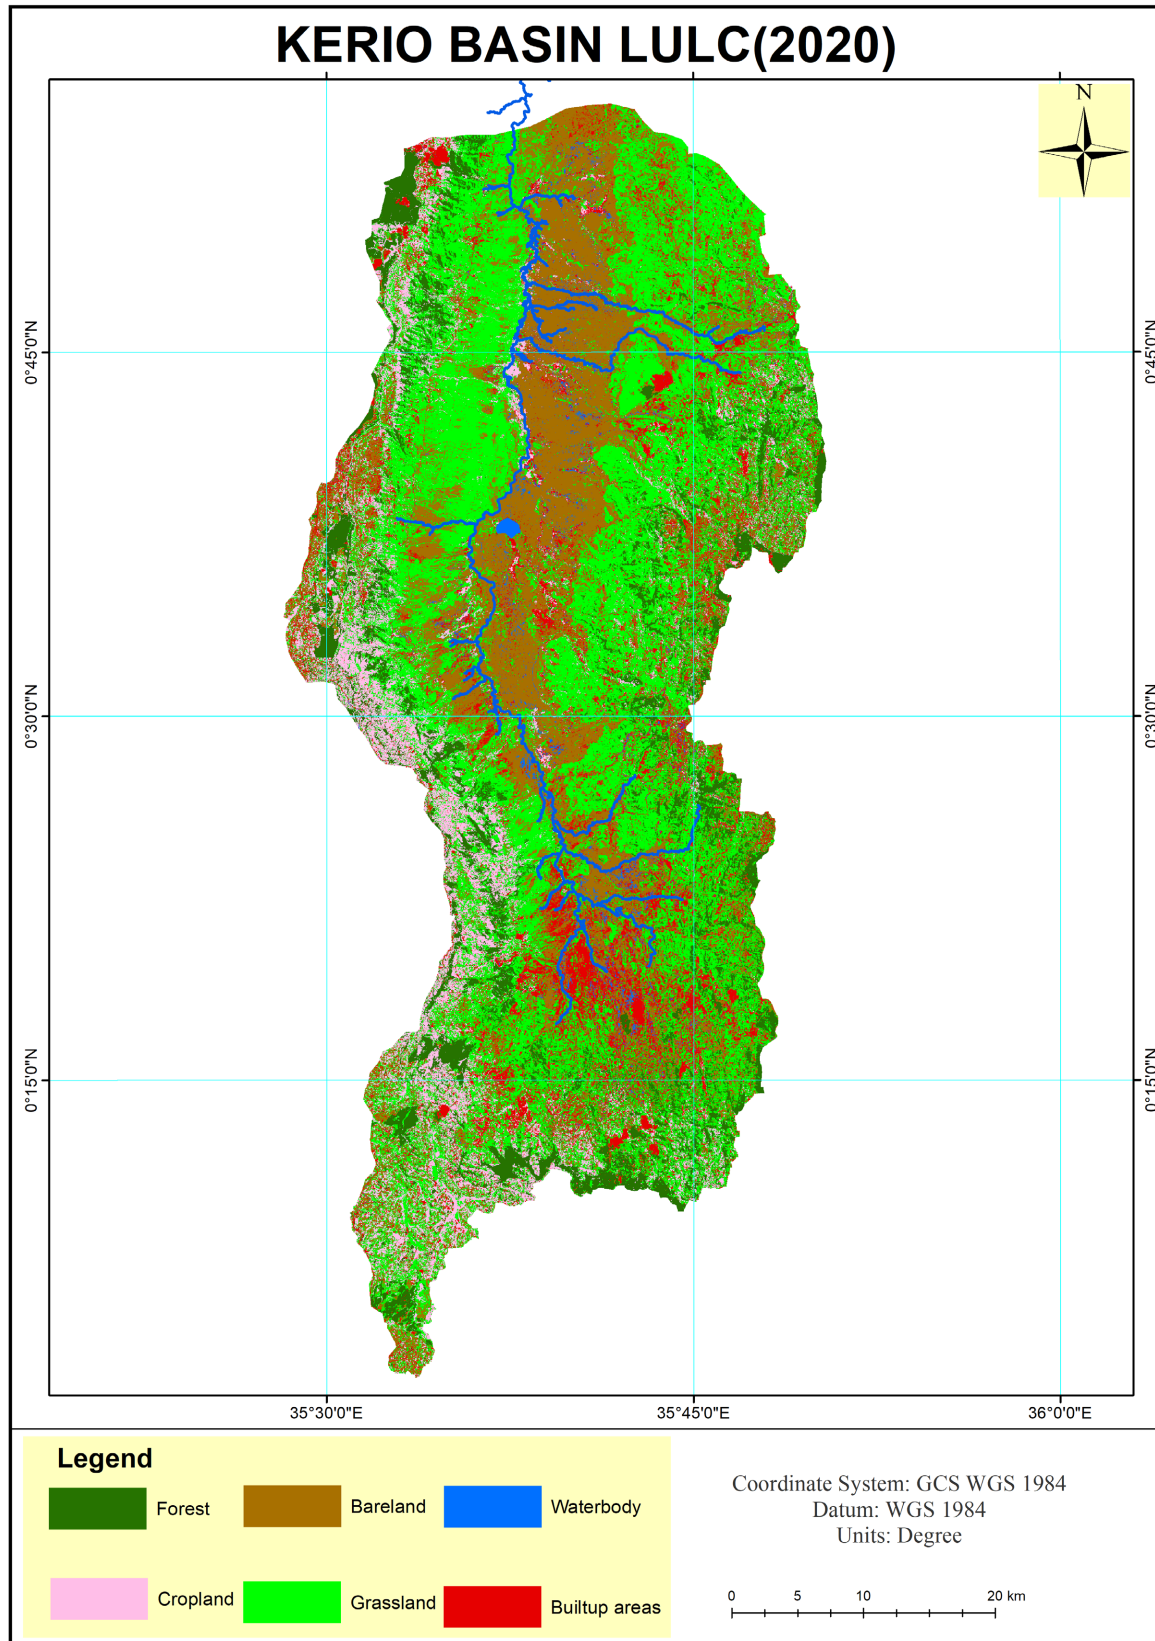 KERIO BASIN LULC(2020)
N
0°45'0"N
0°45'0"N
0°30'0"N
0°30'0"N
0°15'0"N
0°15'0"N
35°30'0"E
35°45'0"E
36°0'0"E
Legend
Forest
Bareland
Waterbody
Cropland
Grassland
Builtup areas
Coordinate System: GCS WGS 1984
Datum: WGS 1984
Units: Degree
0 5 10 20 km